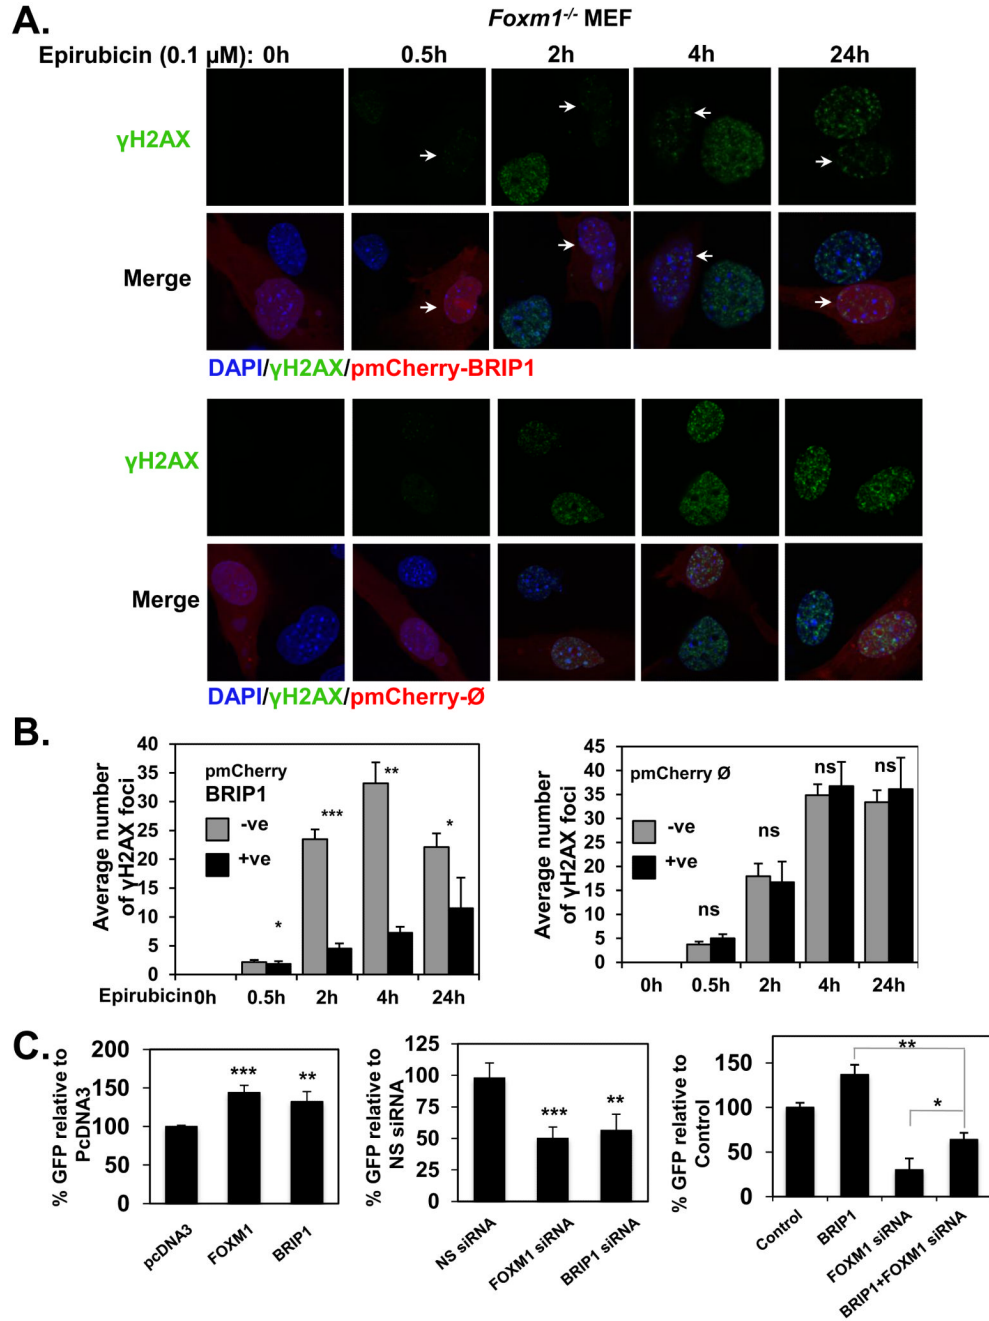 A.
Foxm1-/- MEF
Epirubicin (0.1 µM): 0h 0.5h 2h 4h 24h
γH2AX
Merge
DAPI/γH2AX/pmCherry-BRIP1
γH2AX
Merge
DAPI/γH2AX/pmCherry-Ø
B.
Average number
of γH2AX foci
40
35
30
25
20
15
10
5
0
pmCherry
BRIP1
-ve
+ve
*
***
**
*
Epirubicin 0h 0.5h 2h 4h 24h
Average number
of γH2AX foci
45
40
35
30
25
20
15
10
5
0
pmCherry Ø
-ve
+ve
ns
ns
ns
ns
0h 0.5h 2h 4h 24h
C.
% GFP relative to
PcDNA3
200
150
100
50
0
***
**
pcDNA3
FOXM1
BRIP1
% GFP relative to
NS siRNA
125
100
75
50
25
0
***
**
NS siRNA
FOXM1 siRNA
BRIP1 siRNA
% GFP relative to
Control
150
100
50
0
**
*
Control
BRIP1
FOXM1 siRNA
BRIP1+FOXM1 siRNA